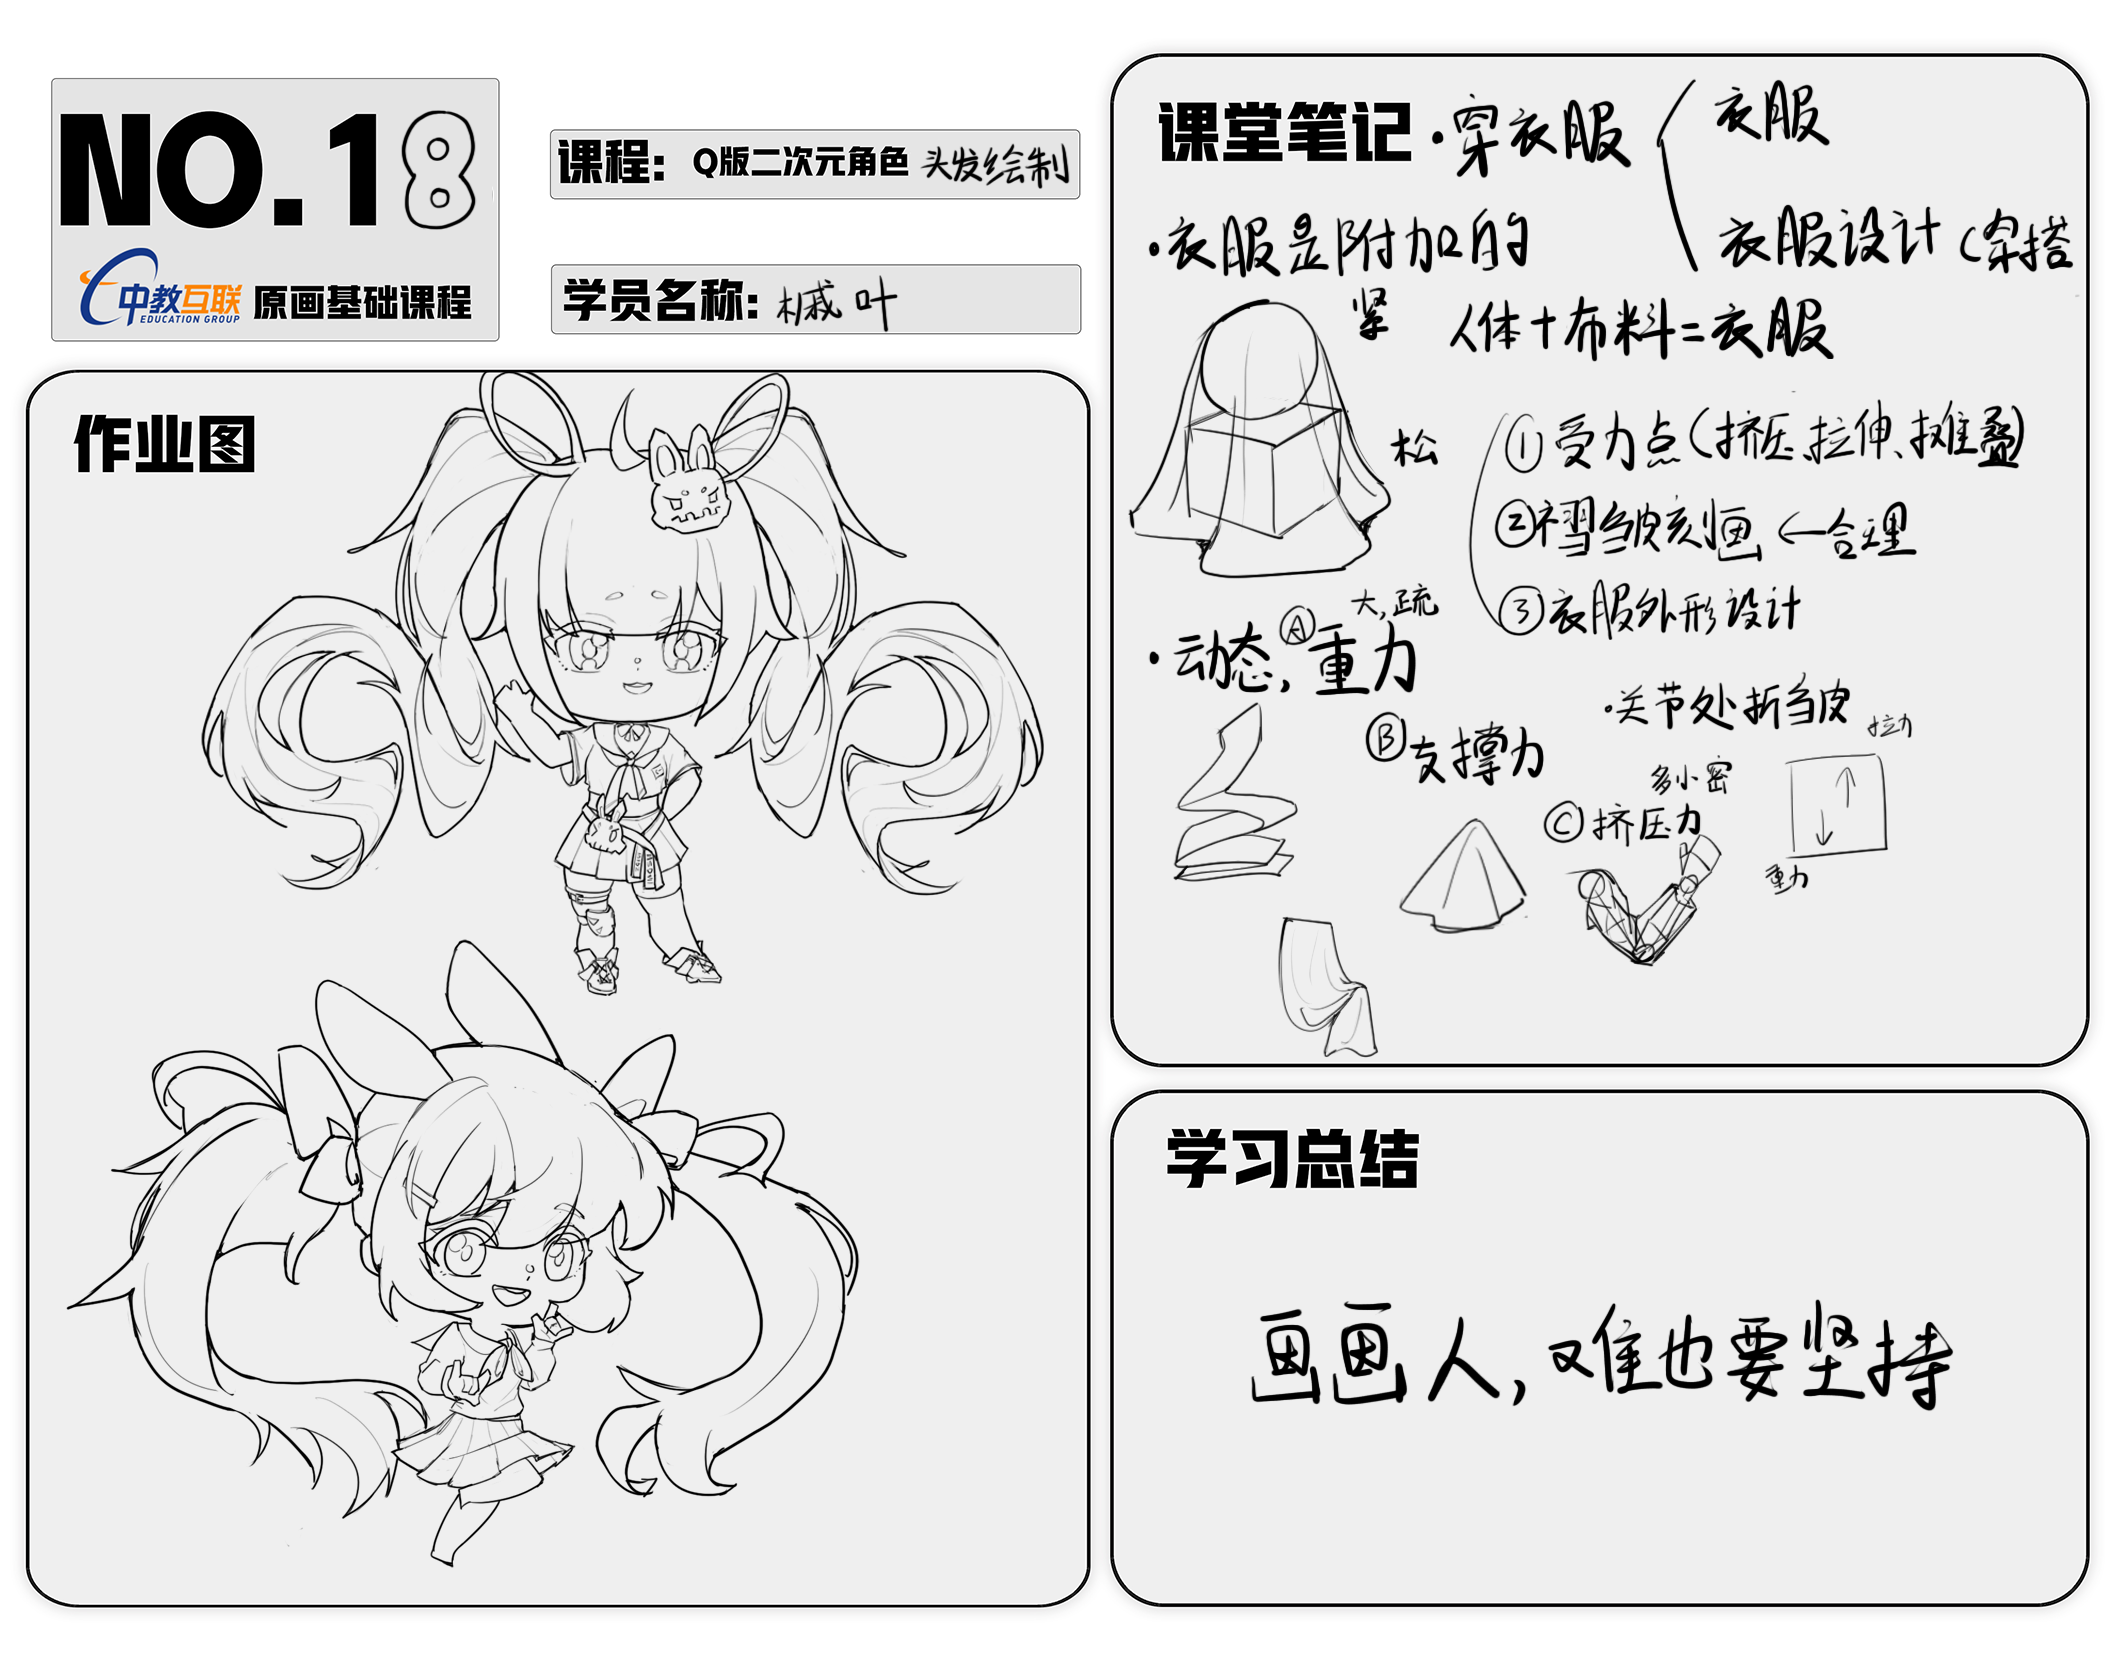 NO.18
中教互联
EDUCATION GROUP
原画基础课程
课程：Q版二次元角色 头发绘制
学员名称：槭叶
作业图
课堂笔记
·穿衣服
衣服
衣服设计（穿搭
·衣服是附加的
人体+布料=衣服
紧
松
①受力点(挤压、拉伸、堆叠)
②褶皱刻画←合理
③衣服外形设计
大,疏
·动态,Ⓐ重力
Ⓑ支撑力
·关节处折皱
多小密
Ⓒ挤压力
拉力
重力
学习总结
画画人,难也要坚持